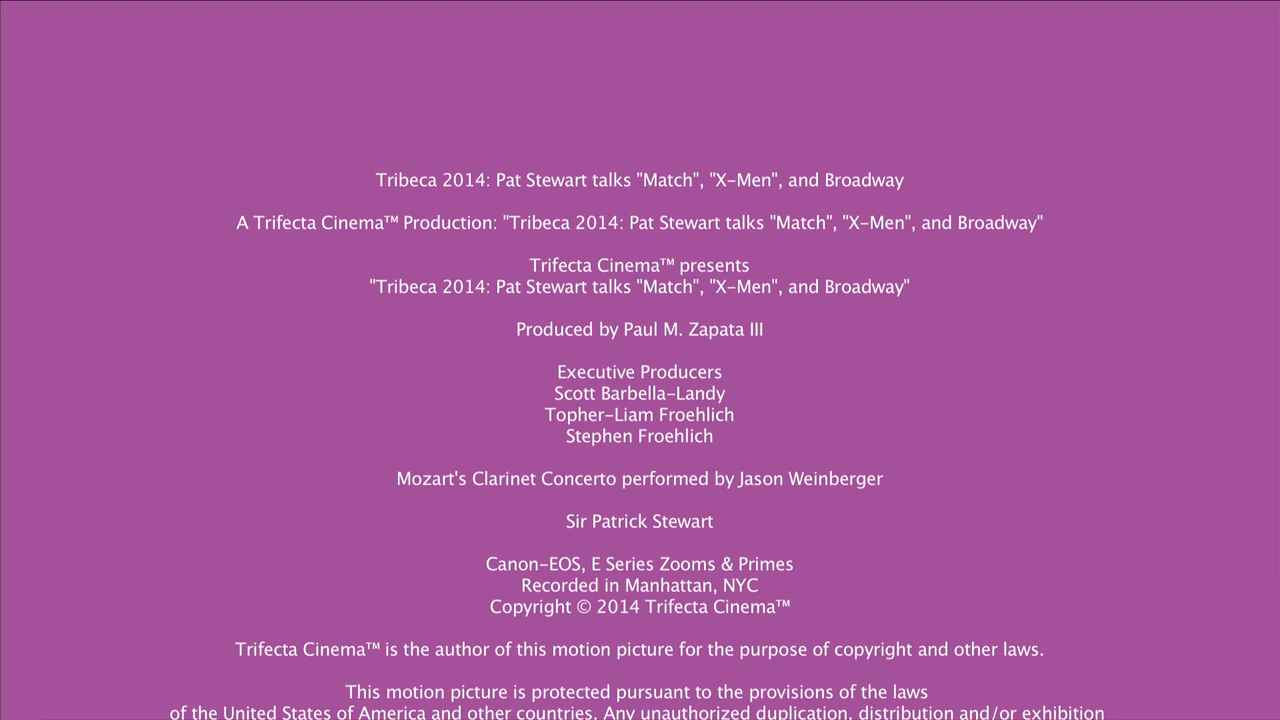 Tribeca 2014: Pat Stewart talks "Match", "X-Men", and Broadway
A Trifecta Cinema™ Production: "Tribeca 2014: Pat Stewart talks "Match", "X-Men", and Broadway"
Trifecta Cinema™ presents
"Tribeca 2014: Pat Stewart talks "Match", "X-Men", and Broadway"
Produced by Paul M. Zapata III
Executive Producers
Scott Barbella-Landy
Topher-Liam Froehlich
Stephen Froehlich
Mozart's Clarinet Concerto performed by Jason Weinberger
Sir Patrick Stewart
Canon-EOS, E Series Zooms & Primes
Recorded in Manhattan, NYC
Copyright © 2014 Trifecta Cinema™
Trifecta Cinema™ is the author of this motion picture for the purpose of copyright and other laws.
This motion picture is protected pursuant to the provisions of the laws
of the United States of America and other countries. Any unauthorized duplication, distribution and/or exhibition